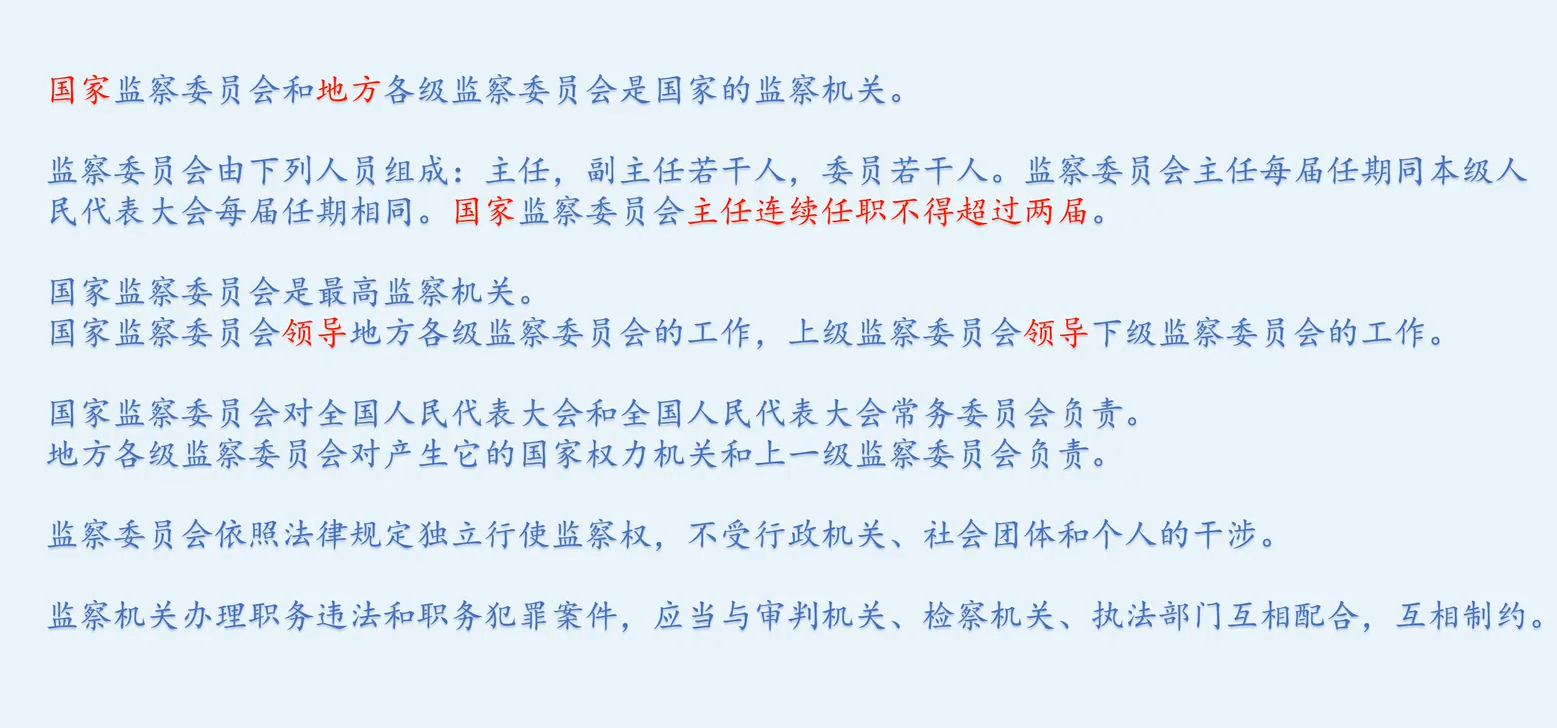 国家监察委员会和地方各级监察委员会是国家的监察机关。
监察委员会由下列人员组成：主任，副主任若干人，委员若干人。监察委员会主任每届任期同本级人
民代表大会每届任期相同。国家监察委员会主任连续任职不得超过两届。
国家监察委员会是最高监察机关。
国家监察委员会领导地方各级监察委员会的工作，上级监察委员会领导下级监察委员会的工作。
国家监察委员会对全国人民代表大会和全国人民代表大会常务委员会负责。
地方各级监察委员会对产生它的国家权力机关和上一级监察委员会负责。
监察委员会依照法律规定独立行使监察权，不受行政机关、社会团体和个人的干涉。
监察机关办理职务违法和职务犯罪案件，应当与审判机关、检察机关、执法部门互相配合，互相制约。